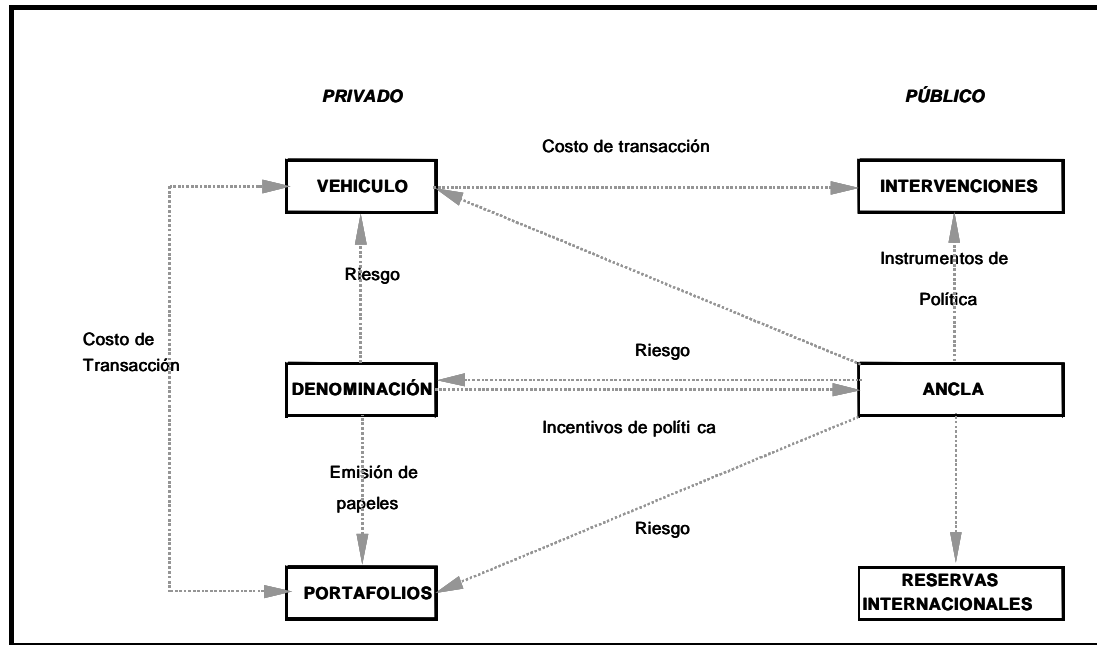 PRIVADO
PÚBLICO
Costo de transacción
VEHICULO
INTERVENCIONES
Riesgo
Instrumentos de
Política
Costo de
Transacción
Riesgo
DENOMINACIÓN
ANCLA
Incentivos de políti ca
Emisión de
papeles
Riesgo
PORTAFOLIOS
RESERVAS
INTERNACIONALES